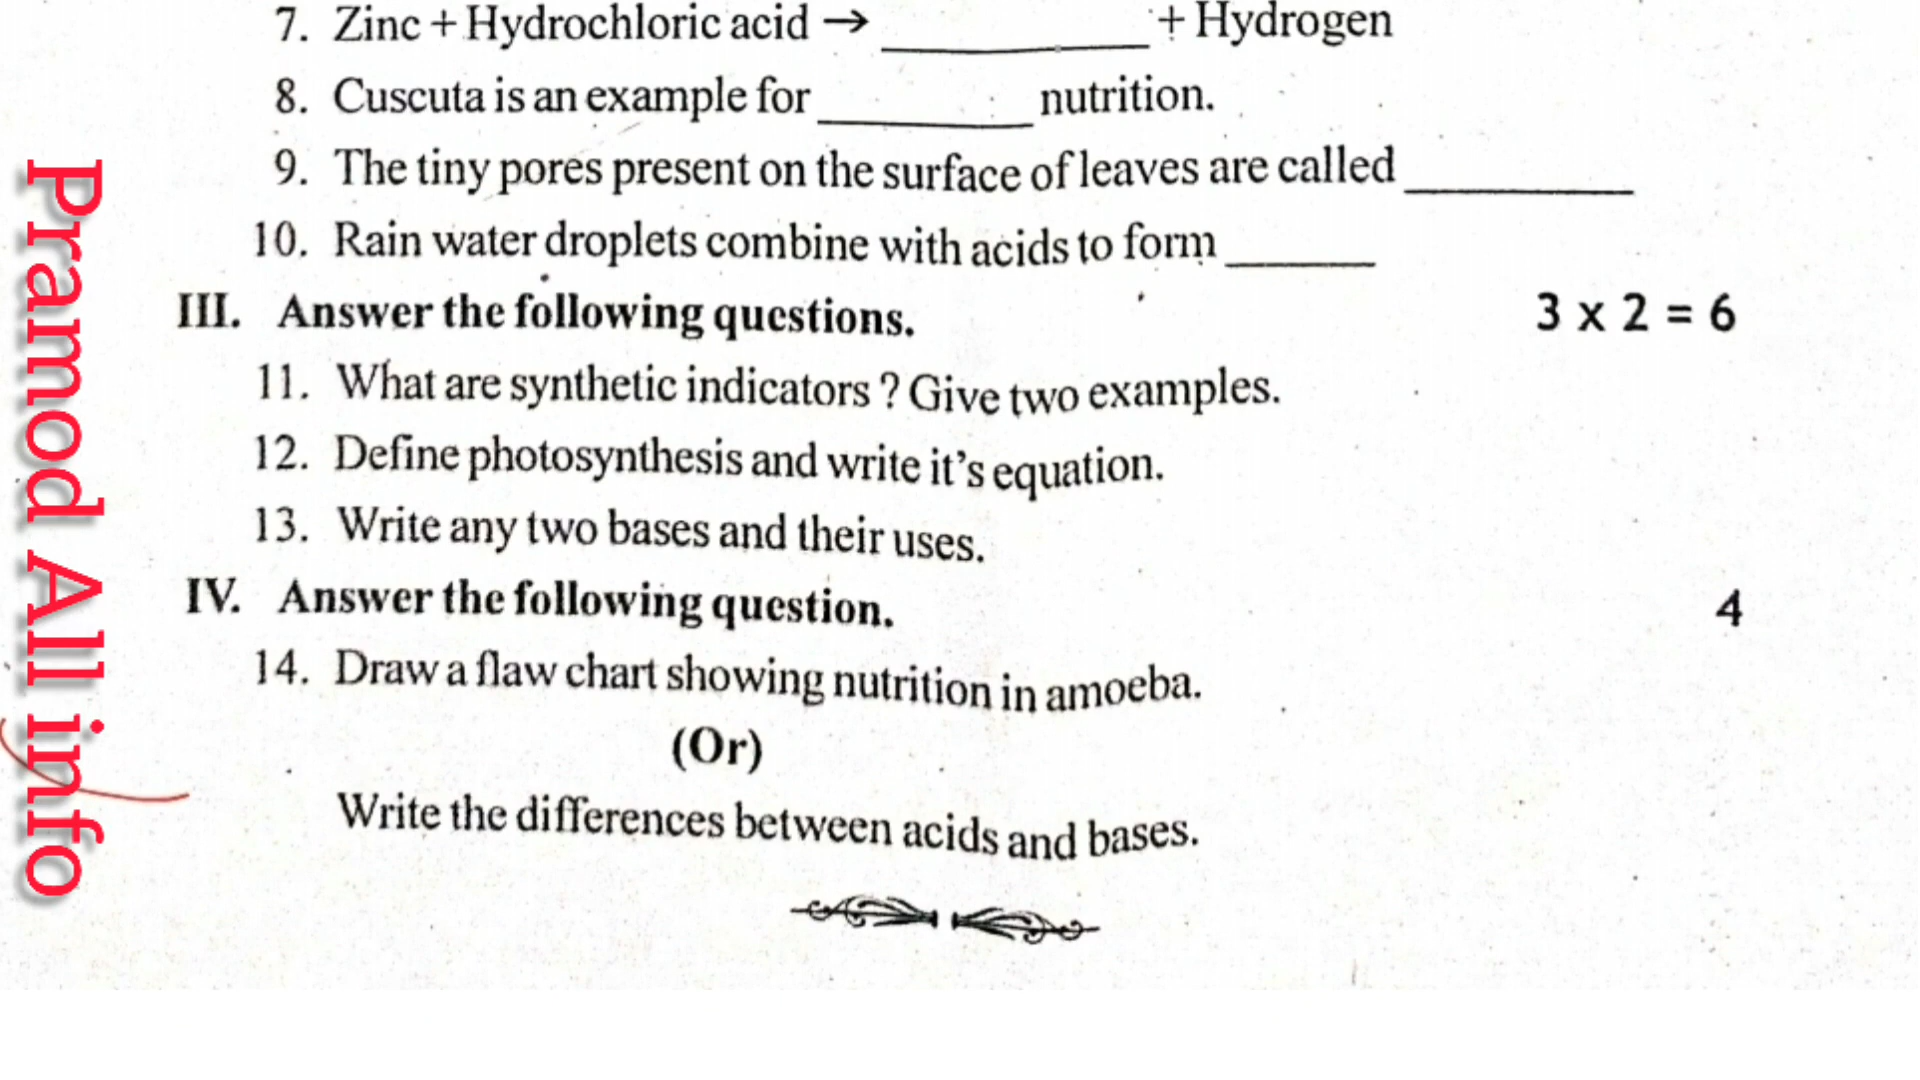 7. Zinc + Hydrochloric acid → ____________ + Hydrogen
8. Cuscuta is an example for __________ nutrition.
9. The tiny pores present on the surface of leaves are called __________
10. Rain water droplets combine with acids to form _______
III. Answer the following questions. 3 x 2 = 6
11. What are synthetic indicators ? Give two examples.
12. Define photosynthesis and write it's equation.
13. Write any two bases and their uses.
IV. Answer the following question. 4
14. Draw a flaw chart showing nutrition in amoeba.
(Or)
Write the differences between acids and bases.
Pramod All info